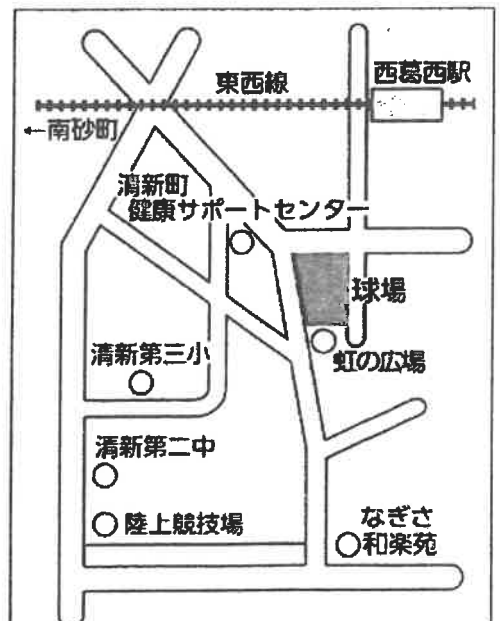 東西線
西葛西駅
←南砂町
清新町
健康サポートセンター
球場
虹の広場
清新第三小
清新第二中
陸上競技場
なぎさ
和楽苑